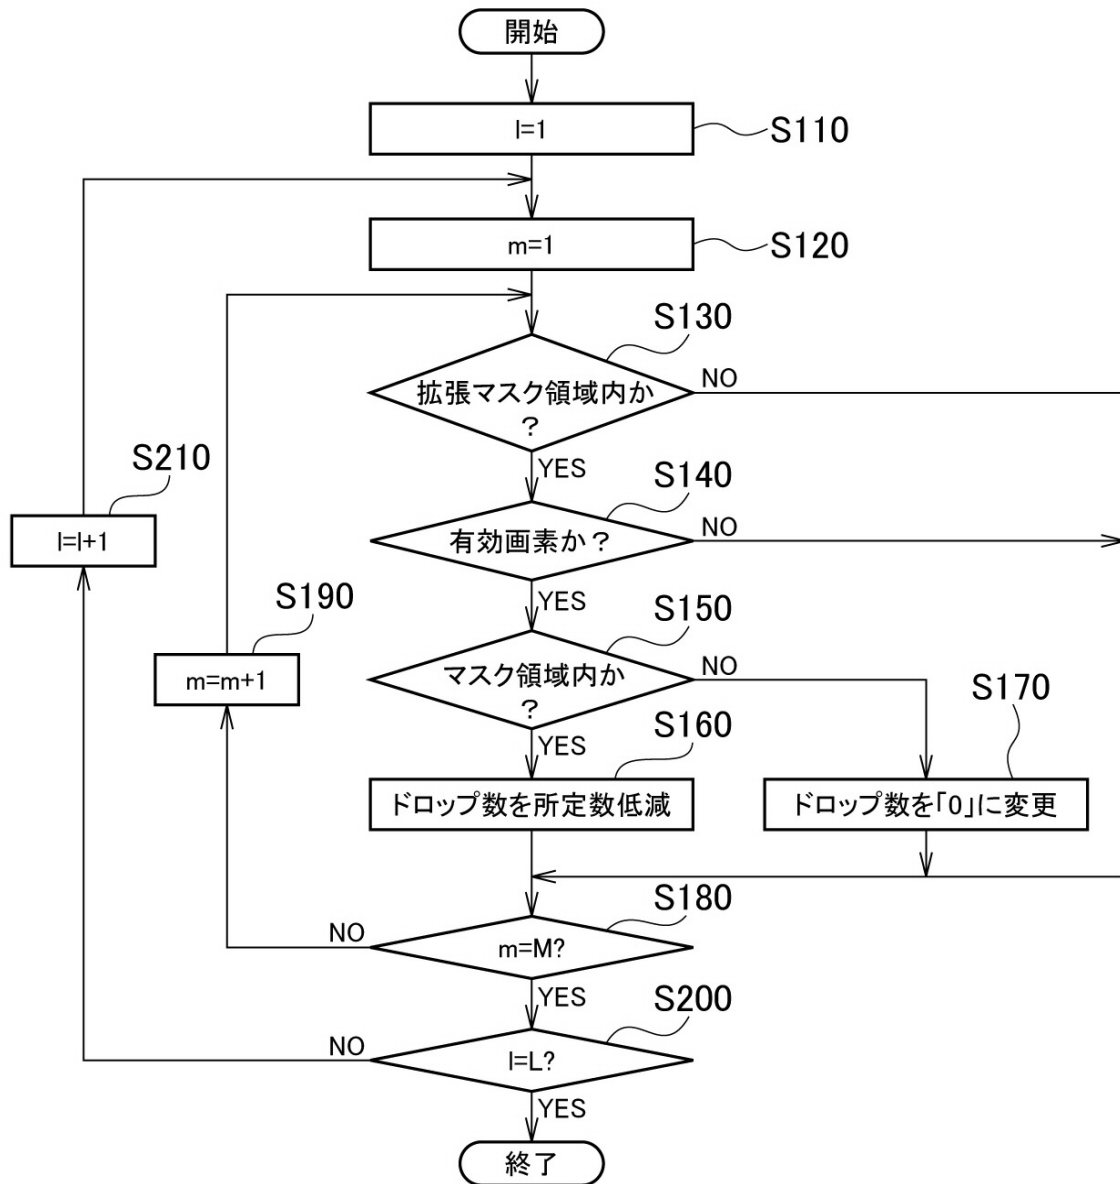 開始
l=1
S110
m=1
S120
S130
拡張マスク領域内か
？
NO
YES
S140
有効画素か？
NO
YES
S150
マスク領域内か
？
NO
YES
S160
ドロップ数を所定数低減
S170
ドロップ数を「0」に変更
S180
m=M?
NO
YES
S190
m=m+1
S200
l=L?
NO
YES
S210
l=l+1
終了